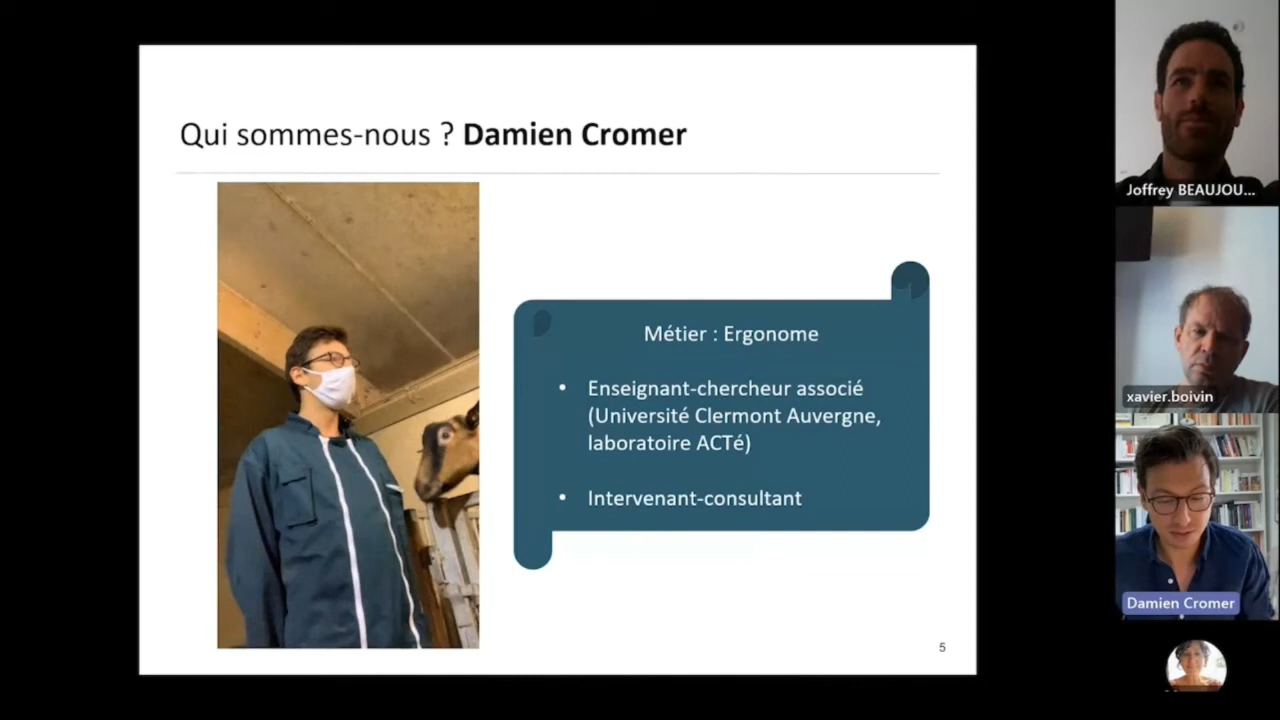 Qui sommes-nous ? Damien Cromer
Métier : Ergonome
• Enseignant-chercheur associé
(Université Clermont Auvergne,
laboratoire ACTé)
• Intervenant-consultant
5
Joffrey BEAUJOU...
xavier.boivin
Damien Cromer